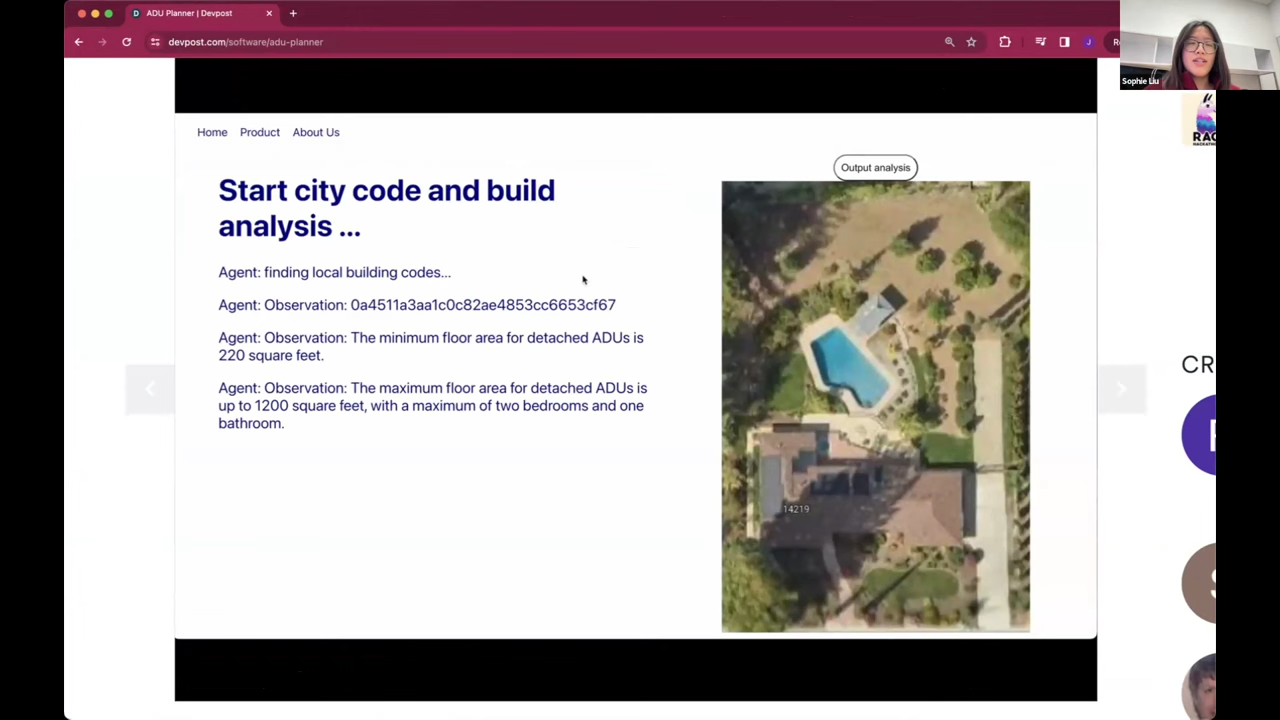 ADU Planner | Devpost
devpost.com/software/adu-planner
J
Sophie Liu
Home Product About Us
Output analysis
Start city code and build
analysis ...
Agent: finding local building codes...
Agent: Observation: 0a4511a3aa1c0c82ae4853cc6653cf67
Agent: Observation: The minimum floor area for detached ADUs is
220 square feet.
Agent: Observation: The maximum floor area for detached ADUs is
up to 1200 square feet, with a maximum of two bedrooms and one
bathroom.
14219
CR